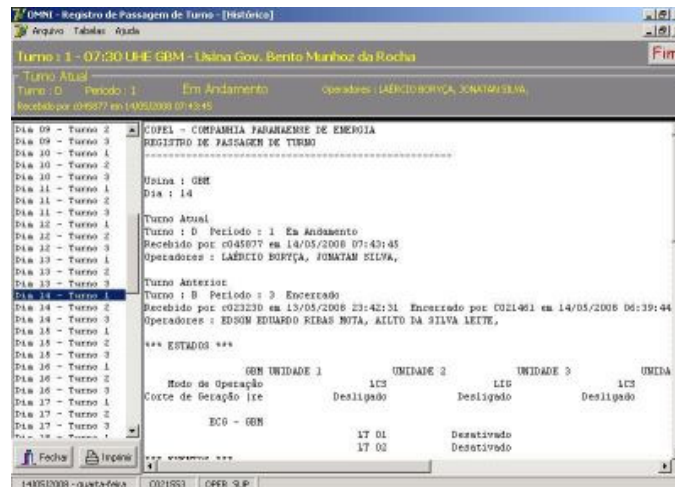 OMNI - Registro de Passagem de Turno - [Histórico]
Arquivo Tabelas Ajuda
Turno : 1 - 07:30 UHE GBM - Usina Gov. Bento Munhoz da Rocha
Fim
Turno Atual
Turno : D Período : 1 Em Andamento Operadores : LAÉRCIO BORYÇA, JONATAN SILVA,
Recebido por c045877 em 14/05/2008 07:43:45
Dia 09 - Turno 2
Dia 09 - Turno 3
Dia 10 - Turno 1
Dia 10 - Turno 2
Dia 10 - Turno 3
Dia 11 - Turno 1
Dia 11 - Turno 2
Dia 11 - Turno 3
Dia 12 - Turno 1
Dia 12 - Turno 2
Dia 12 - Turno 3
Dia 13 - Turno 1
Dia 13 - Turno 2
Dia 13 - Turno 3
Dia 14 - Turno 1
Dia 14 - Turno 2
Dia 14 - Turno 3
Dia 15 - Turno 1
Dia 15 - Turno 2
Dia 15 - Turno 3
Dia 16 - Turno 1
Dia 16 - Turno 2
Dia 16 - Turno 3
Dia 17 - Turno 1
Dia 17 - Turno 2
Dia 17 - Turno 3
COPEL - COMPANHIA PARANAENSE DE ENERGIA
REGISTRO DE PASSAGEM DE TURNO
Usina : GBM
Dia : 14
Turno Atual
Turno : D Período : 1 Em Andamento
Recebido por c045877 em 14/05/2008 07:43:45
Operadores : LAÉRCIO BORYÇA, JONATAN SILVA,
Turno Anterior
Turno : B Período : 3 Encerrado
Recebido por c023230 em 13/05/2008 23:42:31 Encerrado por C021461 em 14/05/2008 06:39:44
Operadores : EDSON EDUARDO RIBAS MOTA, AILTO DA SILVA LEITE,
*** ESTADOS ***
GBM UNIDADE 1 UNIDADE 2 UNIDADE 3 UNIDA
Modo de Operação LCS LIG LCS
Corte de Geração (re Desligado Desligado Desligado
ECG - GBM
LT 01 Desativado
LT 02 Desativado
Fechar Imprimir
14/05/2008 - quarta-feira C021553 OPER_SUP